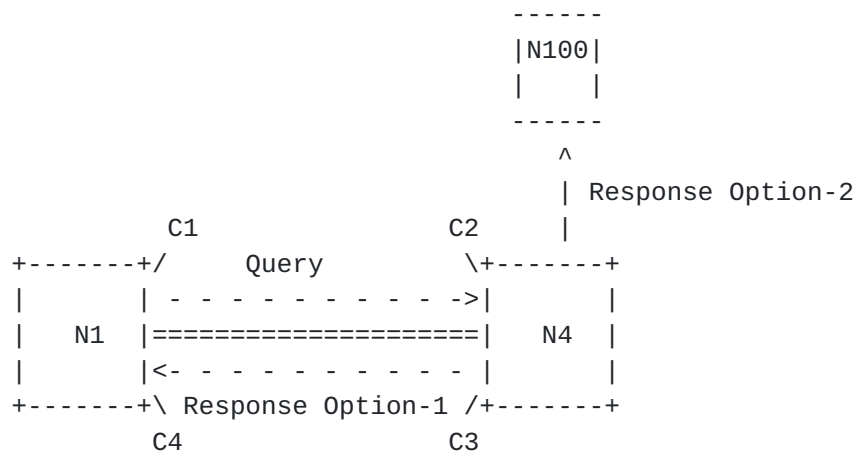 N100
Response Option-2
C1 C2
Query
N1 N4
Response Option-1
C4 C3